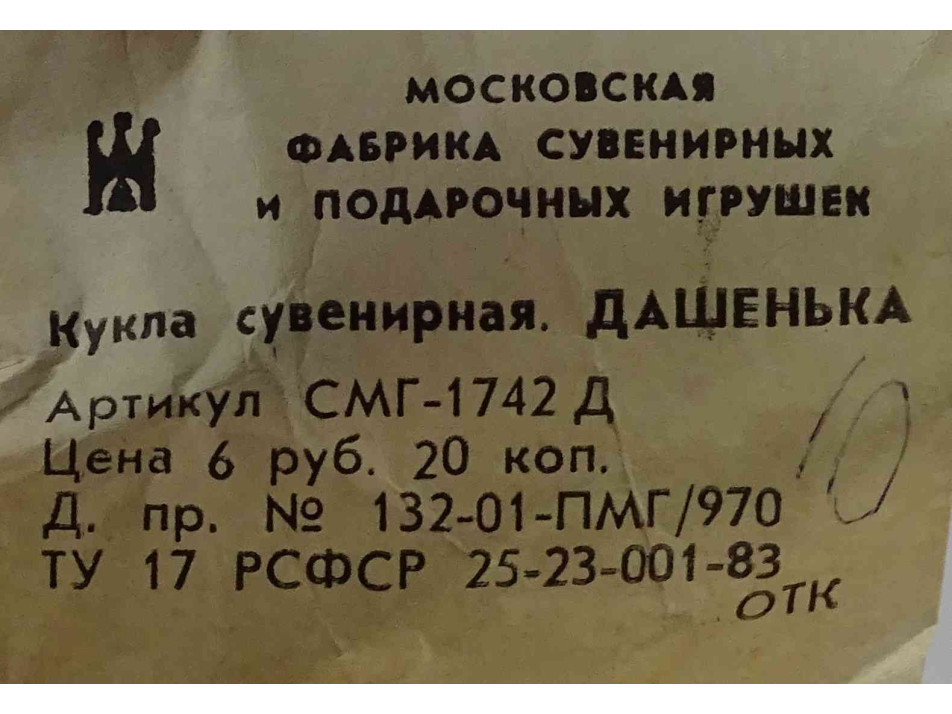 МОСКОВСКАЯ
ФАБРИКА СУВЕНИРНЫХ
И ПОДАРОЧНЫХ ИГРУШЕК
Кукла сувенирная. ДАШЕНЬКА
Артикул СМГ-1742 Д
Цена 6 руб. 20 коп.
Д. пр. № 132-01-ПМГ/970
ТУ 17 РСФСР 25-23-001-83
ОТК
10